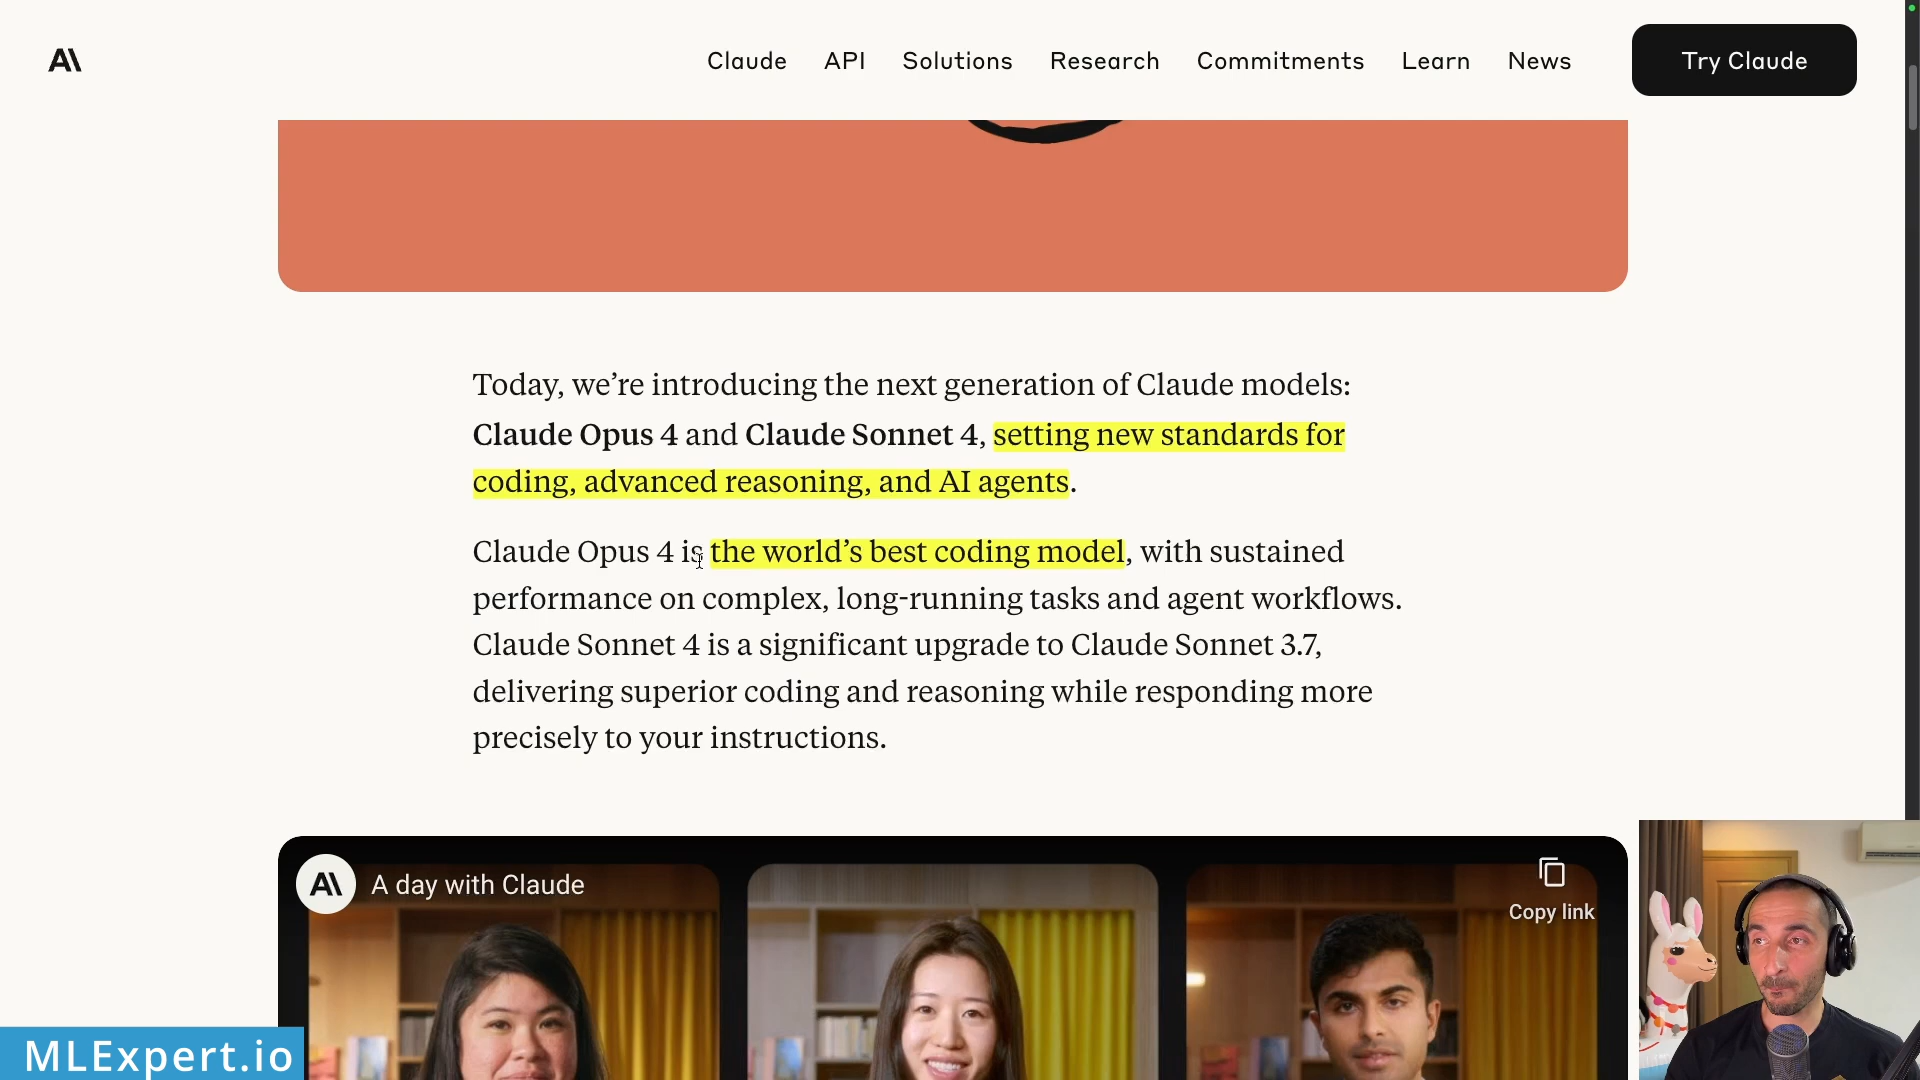 Claude API Solutions Research Commitments Learn News Try Claude
Today, we’re introducing the next generation of Claude models:
Claude Opus 4 and Claude Sonnet 4, setting new standards for
coding, advanced reasoning, and AI agents.
Claude Opus 4 is the world’s best coding model, with sustained
performance on complex, long-running tasks and agent workflows.
Claude Sonnet 4 is a significant upgrade to Claude Sonnet 3.7,
delivering superior coding and reasoning while responding more
precisely to your instructions.
A day with Claude
Copy link
MLExpert.io